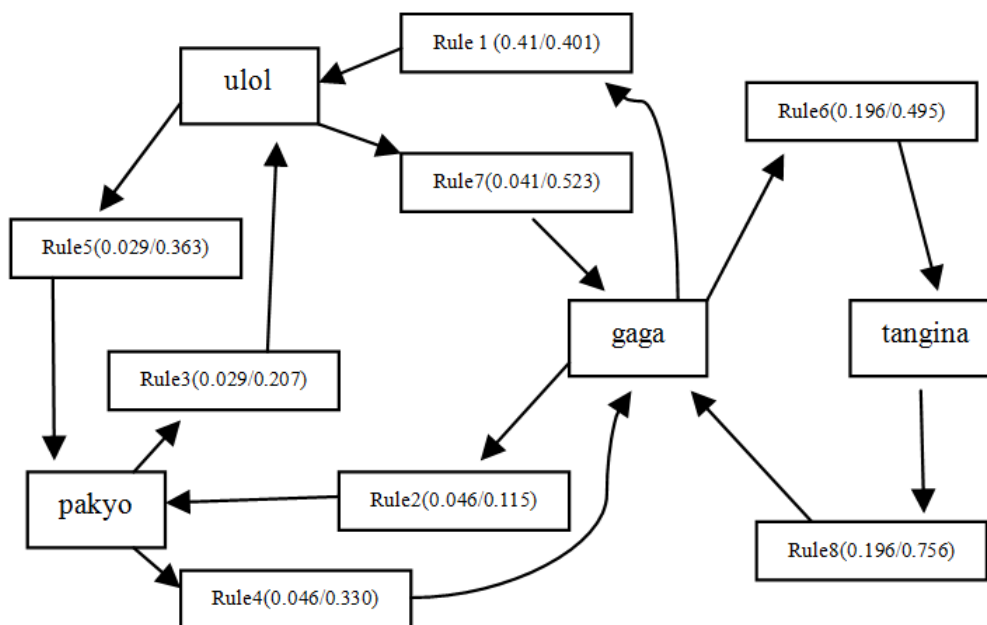 Rule 1 (0.41/0.401)
ulol
Rule6(0.196/0.495)
Rule7(0.041/0.523)
Rule5(0.029/0.363)
gaga
tangina
Rule3(0.029/0.207)
pakyo
Rule2(0.046/0.115)
Rule8(0.196/0.756)
Rule4(0.046/0.330)